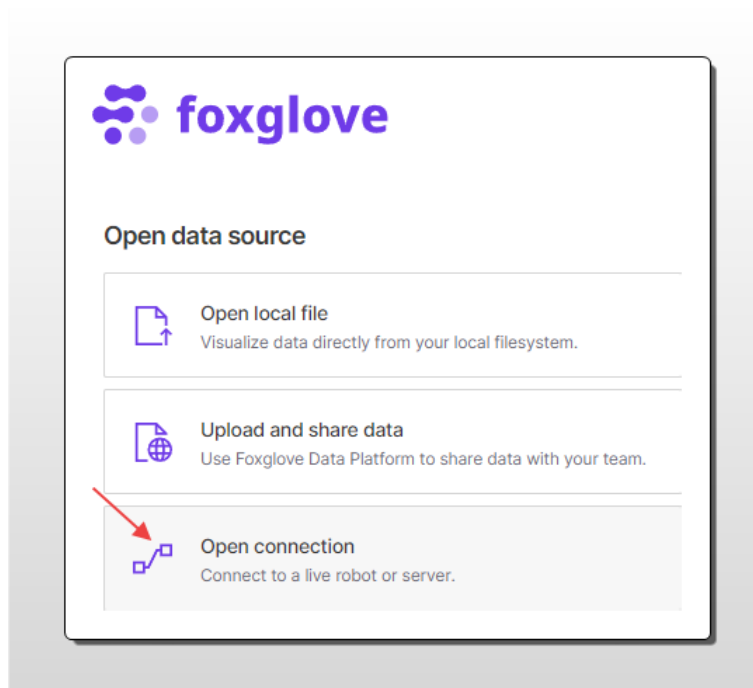 foxglove
Open data source
Open local file
Visualize data directly from your local filesystem.
Upload and share data
Use Foxglove Data Platform to share data with your team.
Open connection
Connect to a live robot or server.